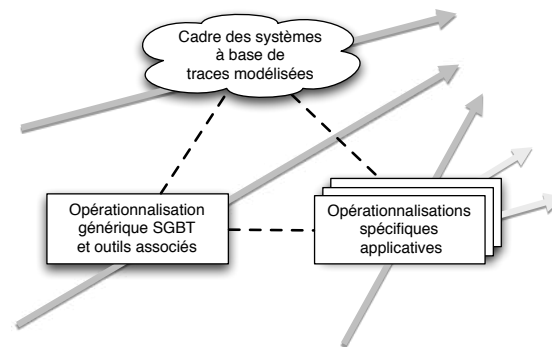 Cadre des systèmes
à base de
traces modélisées
Opérationnalisation
générique SGBT
et outils associés
Opérationnalisations
spécifiques
applicatives